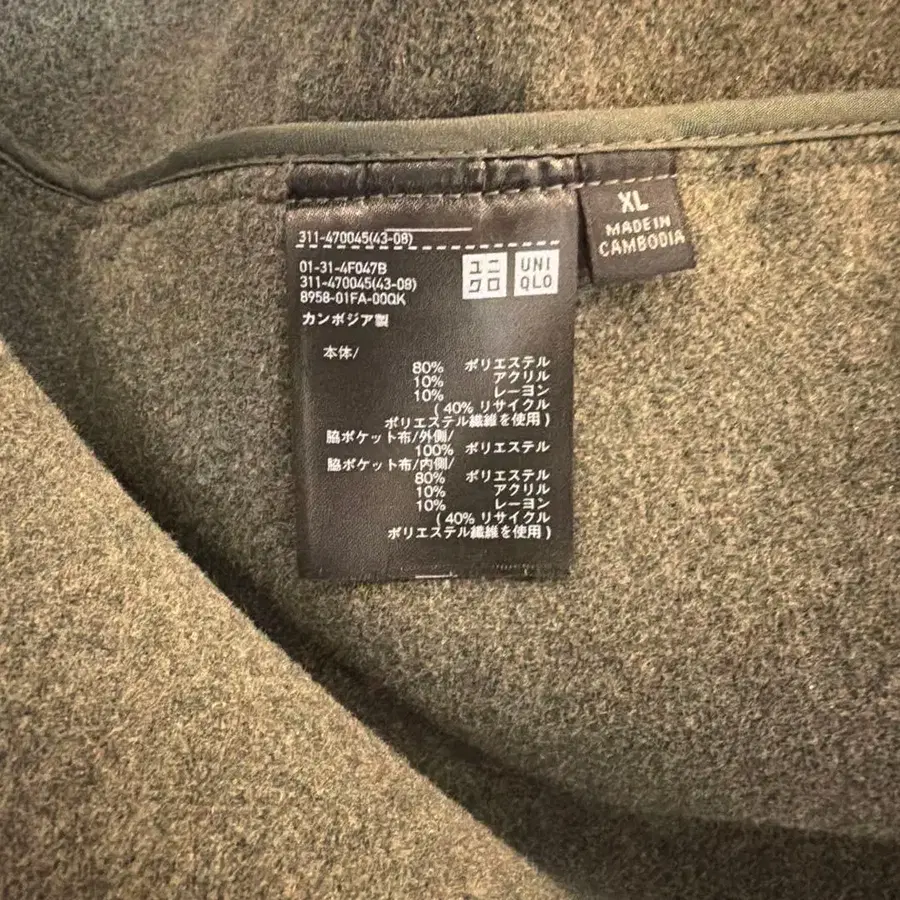 311-470045(43-08)
01-31-4F047B
311-470045(43-08)
8958-01FA-00QK
ユニ
クロ
UNI
QLO
カンボジア製
本体/
80% ポリエステル
10% アクリル
10% レーヨン
( 40% リサイクル
ポリエステル繊維を使用 )
脇ポケット布/外側/
100% ポリエステル
脇ポケット布/内側/
80% ポリエステル
10% アクリル
10% レーヨン
( 40% リサイクル
ポリエステル繊維を使用 )
XL
MADE IN
CAMBODIA